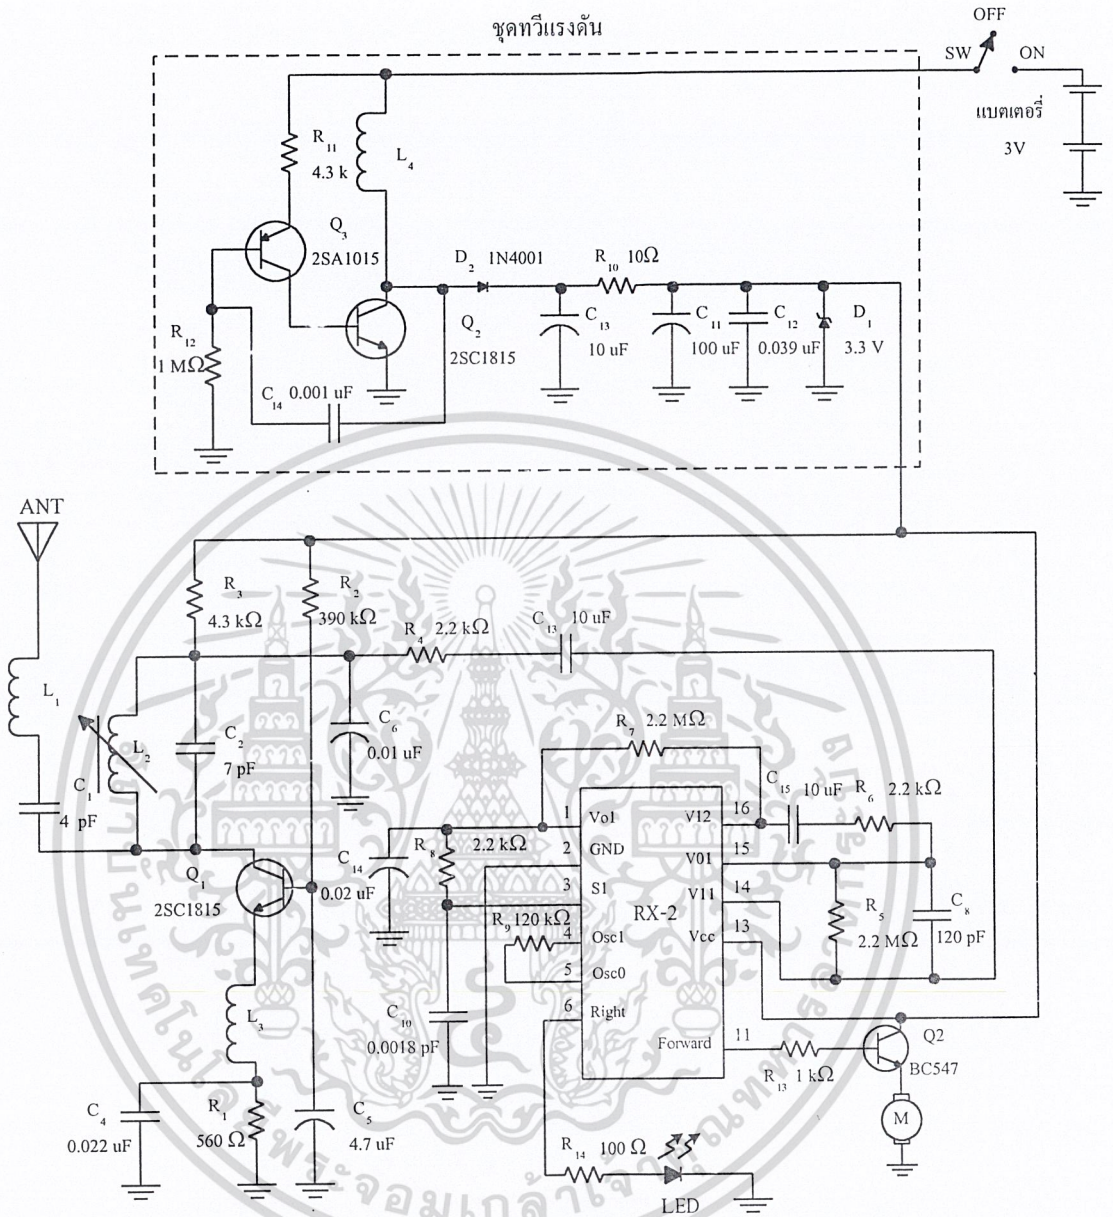 ชุดทวีแรงดัน
OFF
SW
ON
แบตเตอรี่
3V
R11
4.3 k
L4
Q3
2SA1015
D2 1N4001
R10 10Ω
R12
1 MΩ
Q2
2SC1815
C13
10 uF
C11
100 uF
C12
0.039 uF
D1
3.3 V
C14 0.001 uF
ANT
R3
4.3 kΩ
R2
390 kΩ
R4 2.2 kΩ
C13 10 uF
L1
L2
C2
7 pF
C6
0.01 uF
R7 2.2 MΩ
C1
4 pF
C15 10 uF
R6 2.2 kΩ
1 Vo1
V12 16
2 GND
V01 15
3 S1
V11 14
RX-2
Vcc 13
4 Osc1
5 Osc0
6 Right
Forward 11
C14
0.02 uF
R8 2.2 kΩ
R9 120 kΩ
R5
2.2 MΩ
C8
120 pF
Q1
2SC1815
L3
C10
0.0018 pF
Q2
BC547
R13 1 kΩ
M
C4
0.022 uF
R1
560 Ω
C5
4.7 uF
R14 100 Ω
LED